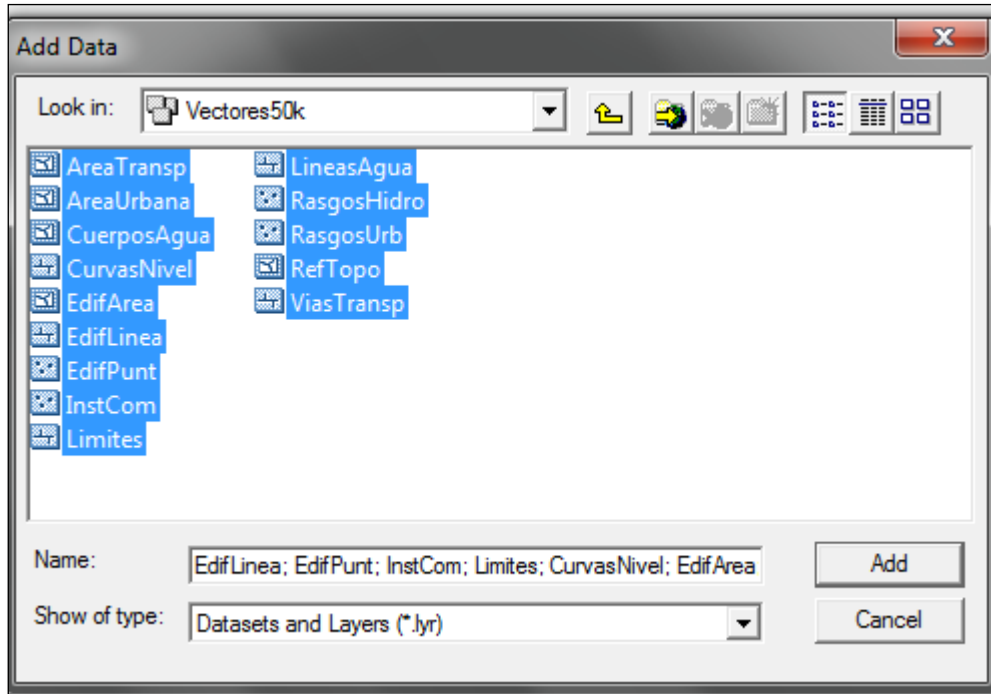 Add Data
Look in: Vectores50k
AreaTransp
AreaUrbana
CuerposAgua
CurvasNivel
EdifArea
EdifLinea
EdifPunt
InstCom
Limites
LineasAgua
RasgosHidro
RasgosUrb
RefTopo
ViasTransp
Name: EdifLinea; EdifPunt; InstCom; Limites; CurvasNivel; EdifArea Add
Show of type: Datasets and Layers (*.lyr) Cancel